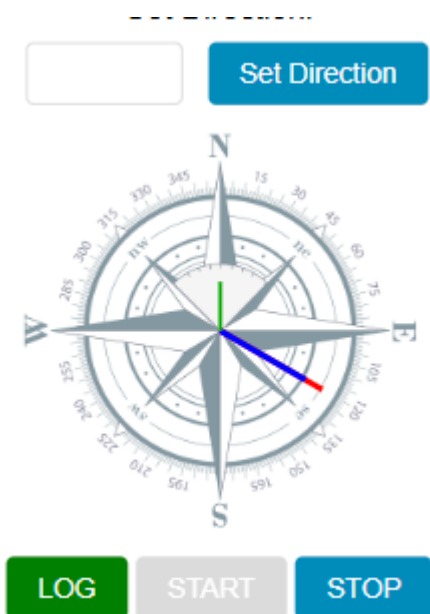 Set Direction
N
345 15
330 30
315 45
nw ne
300 60
285 75
W E
255 105
240 120
sw se
225 135
210 150
195 165
S
LOG START STOP